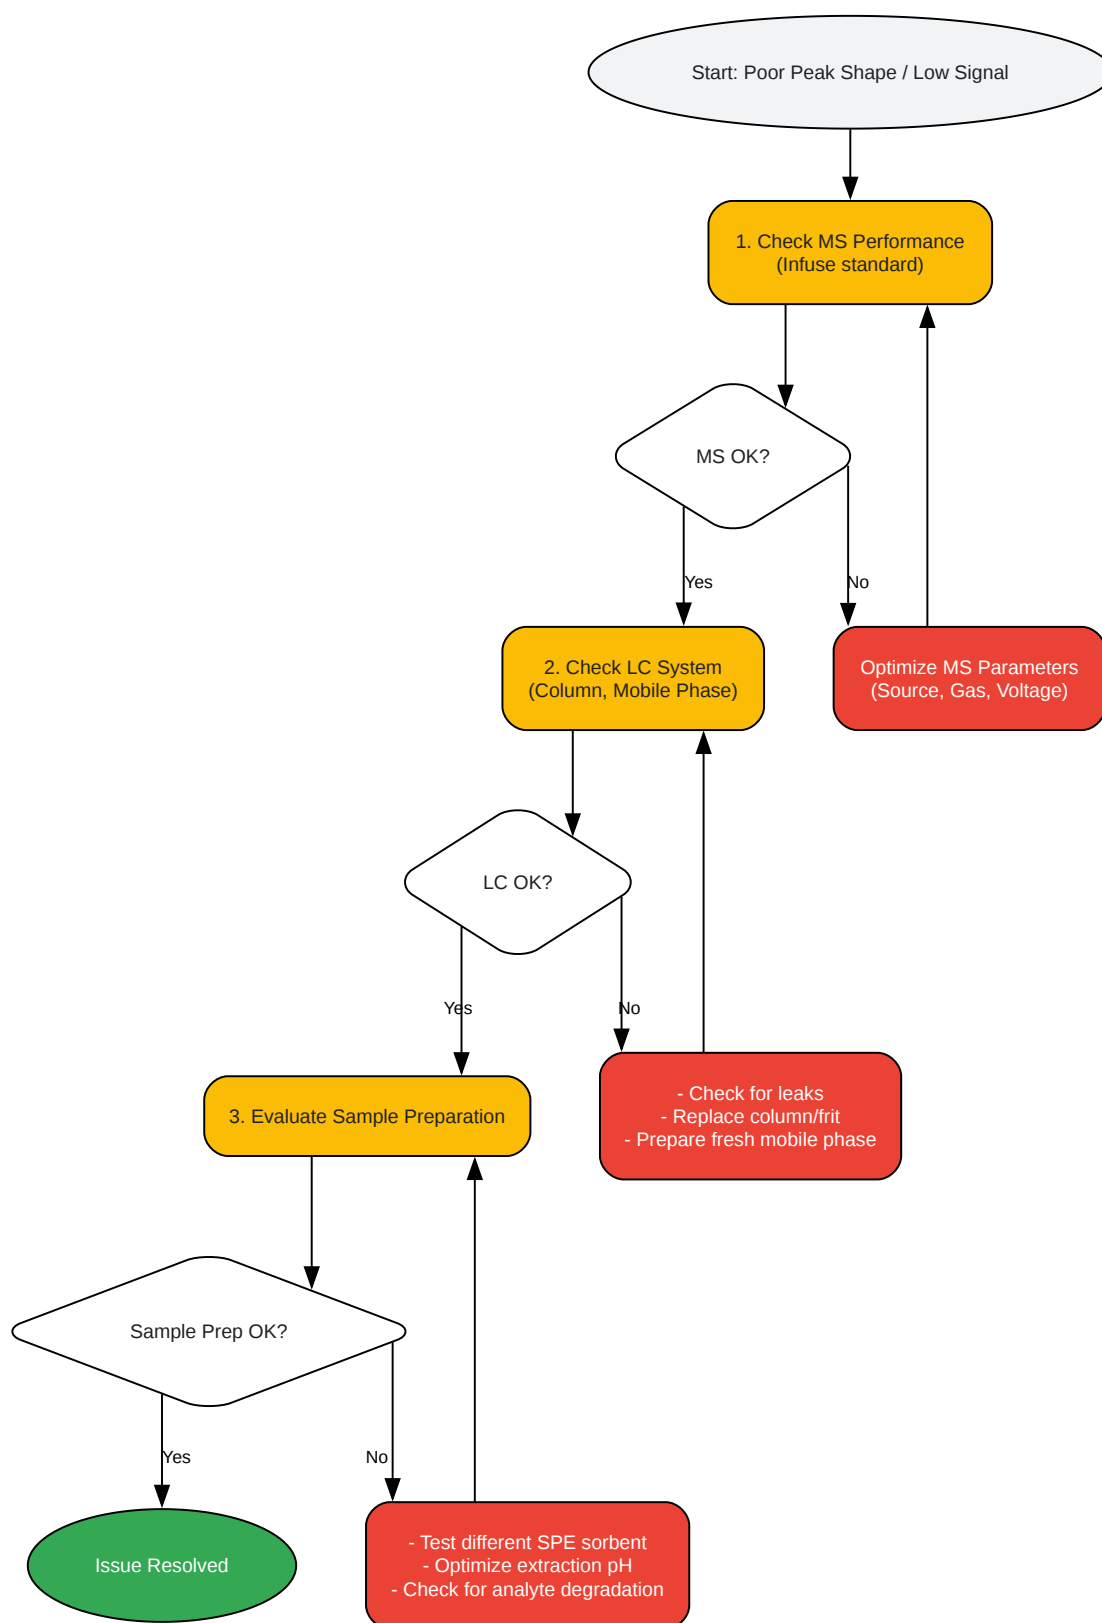 Start: Poor Peak Shape / Low Signal
1. Check MS Performance
(Infuse standard)
MS OK?
Yes
No
2. Check LC System
(Column, Mobile Phase)
Optimize MS Parameters
(Source, Gas, Voltage)
LC OK?
Yes
No
3. Evaluate Sample Preparation
- Check for leaks
- Replace column/frit
- Prepare fresh mobile phase
Sample Prep OK?
Yes
No
Issue Resolved
- Test different SPE sorbent
- Optimize extraction pH
- Check for analyte degradation